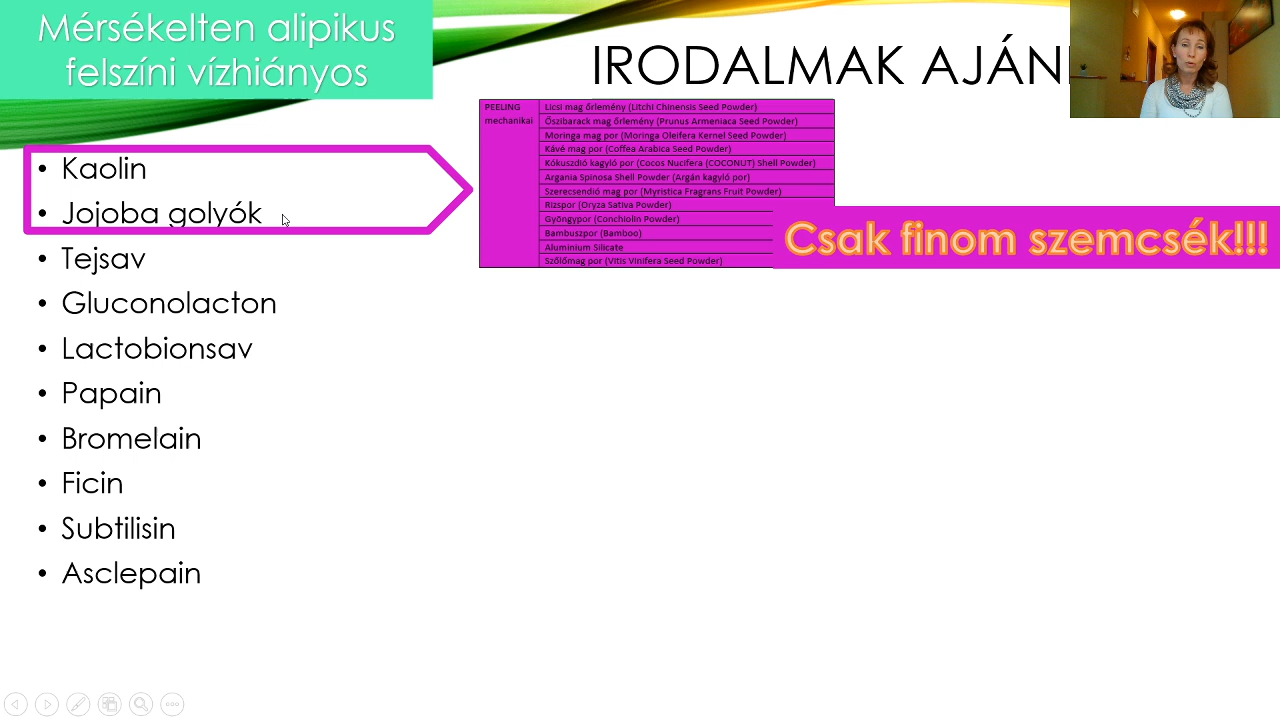 Mérsékelten alipikus
felszíni vízhiányos
IRODALMAK AJÁN
• Kaolin
• Jojoba golyók
• Tejsav
• Gluconolacton
• Lactobionsav
• Papain
• Bromelain
• Ficin
• Subtilisin
• Asclepain
PEELING
mechanikai
Licsi mag őrlemény (Litchi Chinensis Seed Powder)
Őszibarack mag őrlemény (Prunus Armeniaca Seed Powder)
Moringa mag por (Moringa Oleifera Kernel Seed Powder)
Kávé mag por (Coffea Arabica Seed Powder)
Kókuszdió kagyló por (Cocos Nucifera (COCONUT) Shell Powder)
Argania Spinosa Shell Powder (Argán kagyló por)
Szerecsendió mag por (Myristica Fragrans Fruit Powder)
Rizspor (Oryza Sativa Powder)
Gyöngypor (Conchiolin Powder)
Bambuszpor (Bamboo)
Aluminium Silicate
Szőlőmag por (Vitis Vinifera Seed Powder)
Csak finom szemcsék!!!